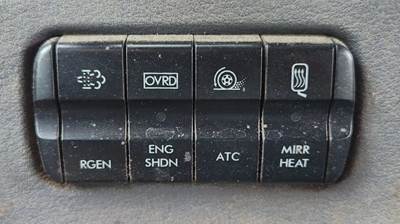 OVRD
RGEN
ENG
SHDN
ATC
MIRR
HEAT